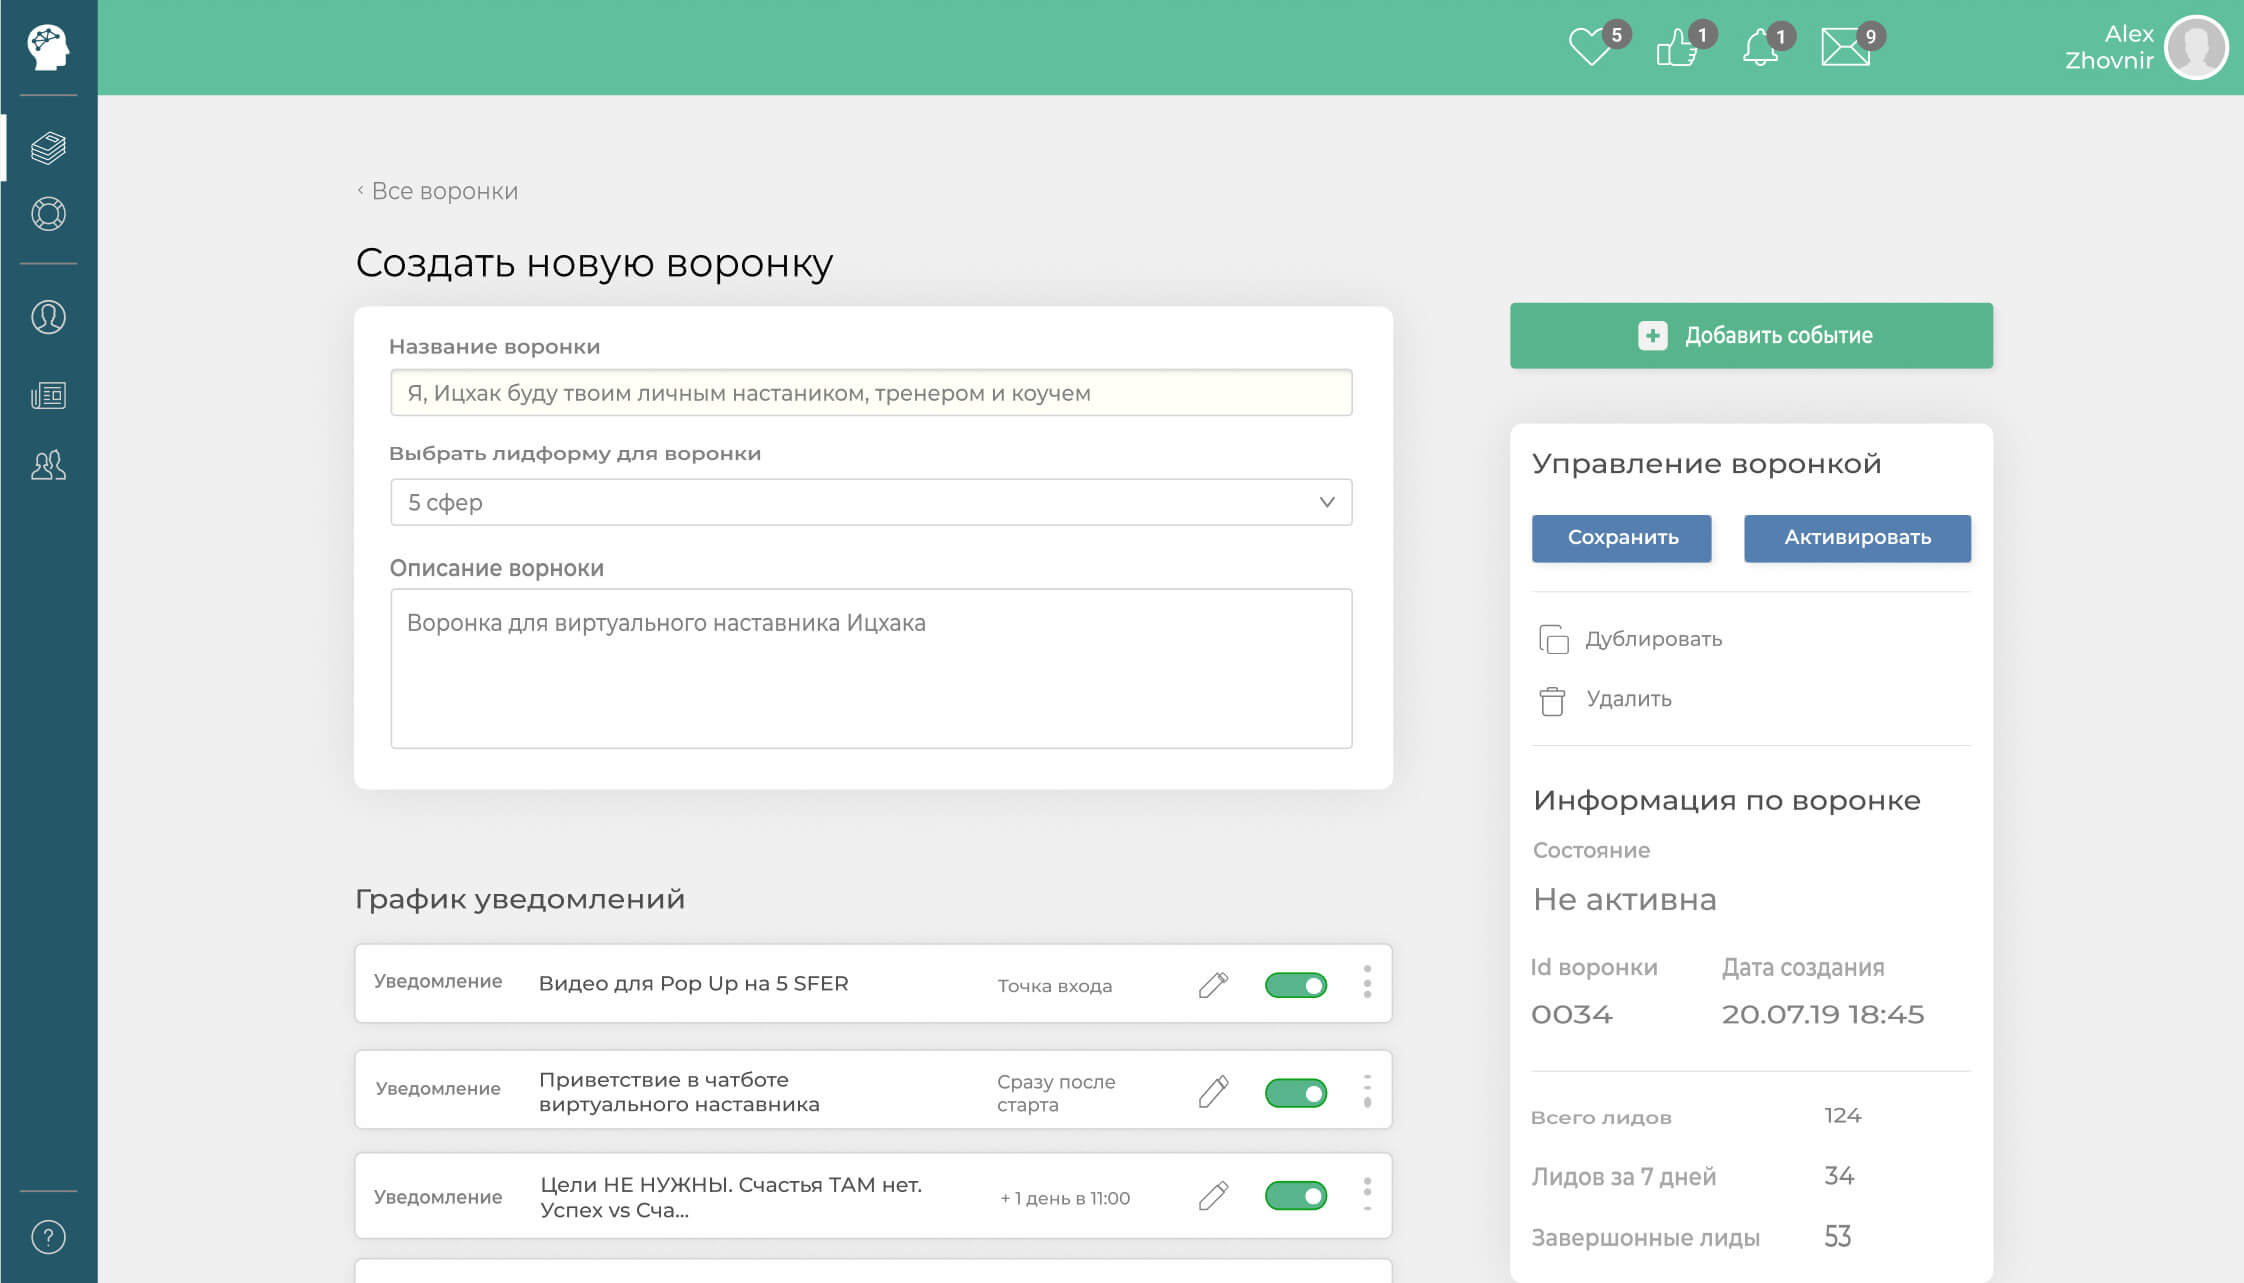 5
1
1
9
Alex
Zhovnir
‹ Все воронки
Создать новую воронку
Название воронки
Я, Ицхак буду твоим личным настаником, тренером и коучем
Выбрать лидформу для воронки
5 сфер
Описание ворноки
Воронка для виртуального наставника Ицхака
Добавить событие
Управление воронкой
Сохранить
Активировать
Дублировать
Удалить
Информация по воронке
Состояние
Не активна
Id воронки
Дата создания
0034
20.07.19 18:45
Всего лидов
124
Лидов за 7 дней
34
Завершонные лиды
53
График уведомлений
Уведомление
Видео для Pop Up на 5 SFER
Точка входа
Уведомление
Приветствие в чатботе
виртуального наставника
Сразу после
старта
Уведомление
Цели НЕ НУЖНЫ. Счастья ТАМ нет.
Успех vs Сча...
+ 1 день в 11:00
?